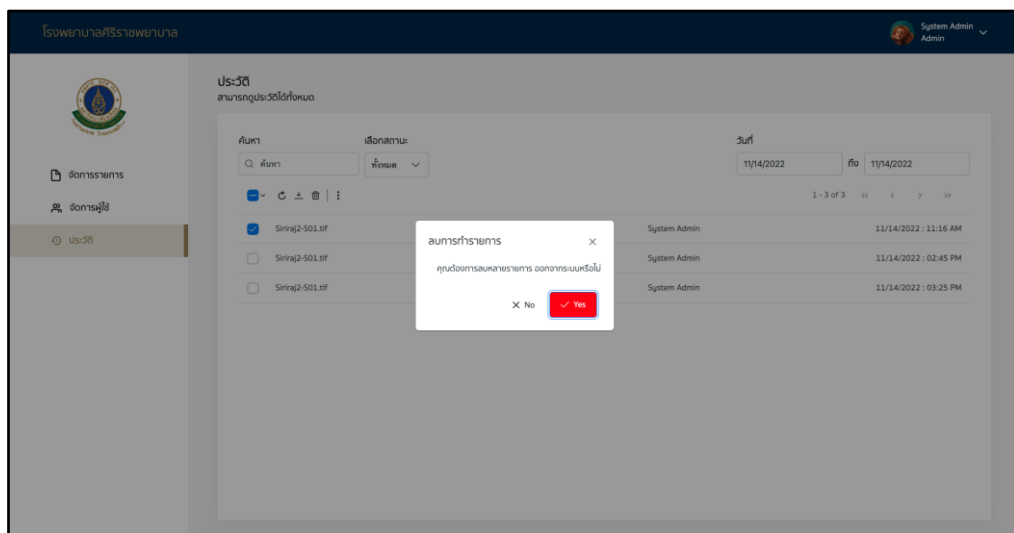 โรงพยาบาลศิริราชพยาบาล
System Admin
Admin
ประวัติ
สามารถดูประวัติได้ทั้งหมด
จัดการรายการ
จัดการผู้ใช้
ประวัติ
ค้นหา เลือกสถานะ วันที่
ค้นหา ทั้งหมด 11/14/2022 ถึง 11/14/2022
1 - 3 of 3
Siriraj2-S01.tif System Admin 11/14/2022 : 11:16 AM
Siriraj2-S01.tif System Admin 11/14/2022 : 02:45 PM
Siriraj2-S01.tif System Admin 11/14/2022 : 03:25 PM
ลบการทำรายการ
คุณต้องการลบหลายรายการ ออกจากระบบหรือไม่
No Yes